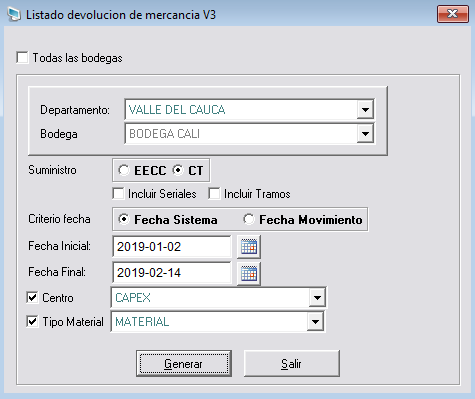 Listado devolucion de mercancia V3
Todas las bodegas
Departamento: VALLE DEL CAUCA
Bodega BODEGA CALI
Suministro EECC CT
Incluir Seriales Incluir Tramos
Criterio fecha Fecha Sistema Fecha Movimiento
Fecha Inicial: 2019-01-02
Fecha Final: 2019-02-14
Centro CAPEX
Tipo Material MATERIAL
Generar Salir